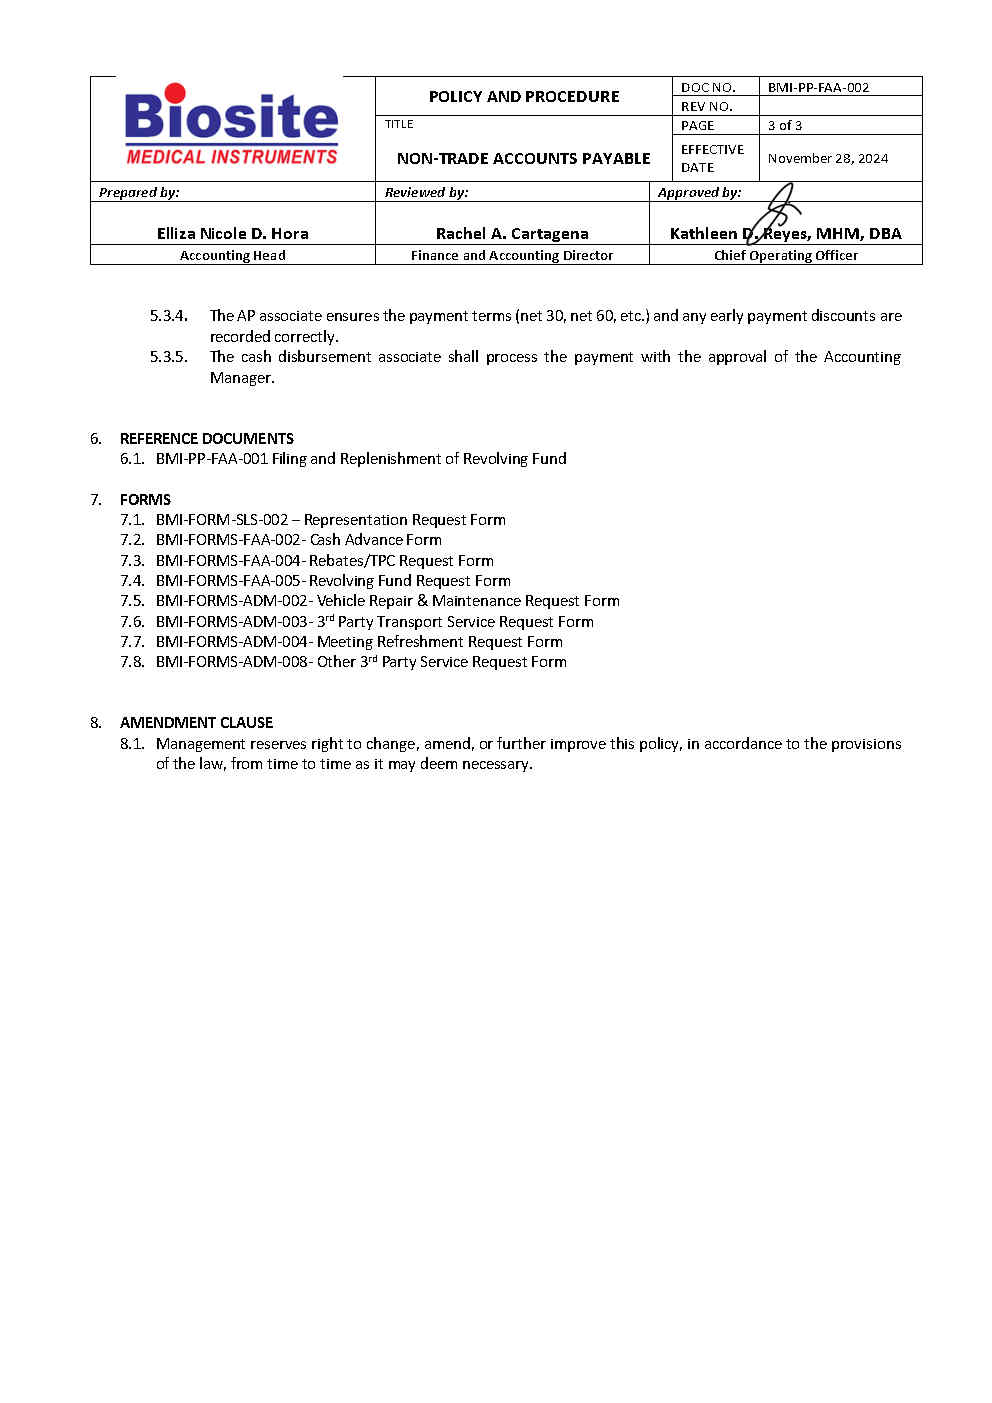 Biosite
MEDICAL INSTRUMENTS
POLICY AND PROCEDURE
DOC NO. BMI-PP-FAA-002
REV NO.
TITLE
NON-TRADE ACCOUNTS PAYABLE
PAGE 3 of 3
EFFECTIVE
DATE
November 28, 2024
Prepared by: Reviewed by: Approved by:
Elliza Nicole D. Hora Rachel A. Cartagena Kathleen D. Reyes, MHM, DBA
Accounting Head Finance and Accounting Director Chief Operating Officer
5.3.4. The AP associate ensures the payment terms (net 30, net 60, etc.) and any early payment discounts are
recorded correctly.
5.3.5. The cash disbursement associate shall process the payment with the approval of the Accounting
Manager.
6. REFERENCE DOCUMENTS
6.1. BMI-PP-FAA-001 Filing and Replenishment of Revolving Fund
7. FORMS
7.1. BMI-FORM-SLS-002 – Representation Request Form
7.2. BMI-FORMS-FAA-002- Cash Advance Form
7.3. BMI-FORMS-FAA-004- Rebates/TPC Request Form
7.4. BMI-FORMS-FAA-005- Revolving Fund Request Form
7.5. BMI-FORMS-ADM-002- Vehicle Repair & Maintenance Request Form
7.6. BMI-FORMS-ADM-003- 3rd Party Transport Service Request Form
7.7. BMI-FORMS-ADM-004- Meeting Refreshment Request Form
7.8. BMI-FORMS-ADM-008- Other 3rd Party Service Request Form
8. AMENDMENT CLAUSE
8.1. Management reserves right to change, amend, or further improve this policy, in accordance to the provisions
of the law, from time to time as it may deem necessary.